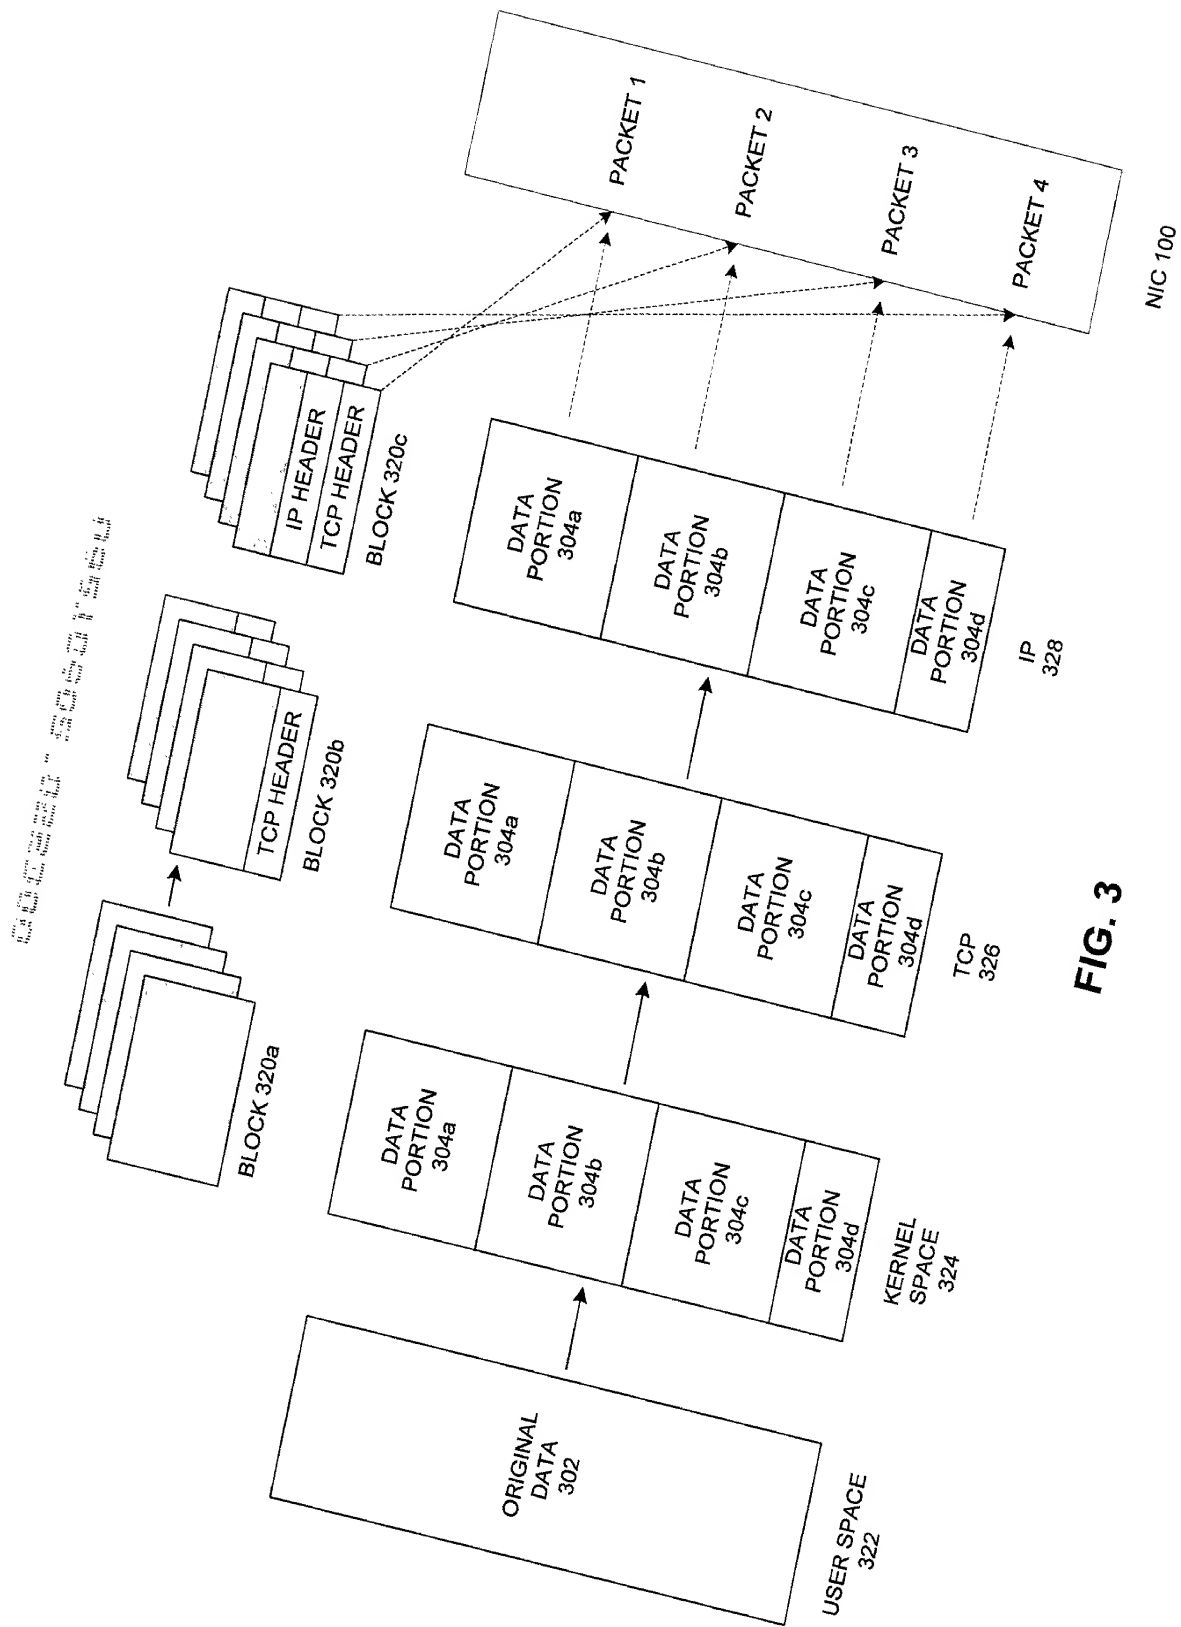 BLOCK 320c
IP HEADER
TCP HEADER
BLOCK 320b
TCP HEADER
Block 320a
ORIGINAL
DATA
302
USER SPACE
322
DATA
PORTION
304a
DATA
PORTION
304b
DATA
PORTION
304c
DATA
PORTION
304d
KERNEL
SPACE
324
DATA
PORTION
304a
DATA
PORTION
304b
DATA
PORTION
304c
DATA
PORTION
304d
TCP
326
DATA
PORTION
304a
DATA
PORTION
304b
DATA
PORTION
304c
DATA
PORTION
304d
IP
328
PACKET 1
PACKET 2
PACKET 3
PACKET 4
NIC 100
FIG. 3